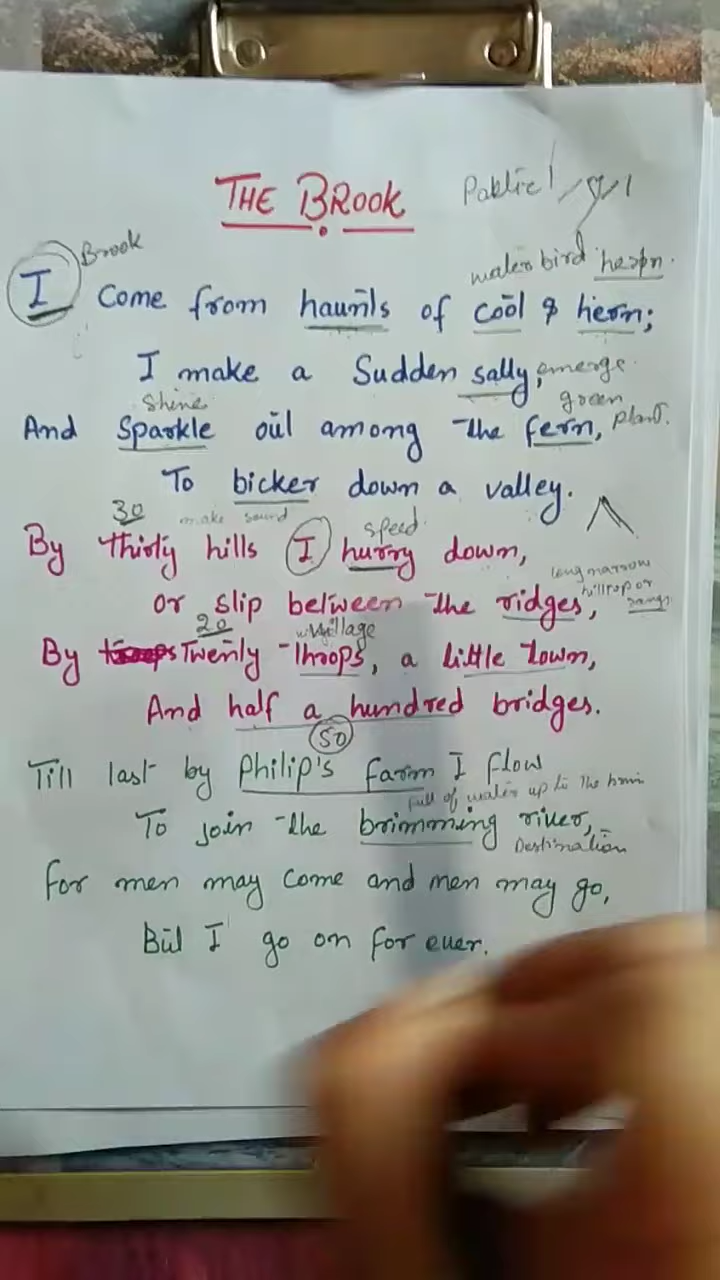 THE BROOK
Brook
water bird heron.
I Come from haunts of cool & hern;
I make a Sudden sally, emerge
Shine green
And Sparkle out among the fern, plant.
To bicker down a valley.
30 make sound speed
By thirty hills I hurry down,
long narrow
hilltop or
or slip between the ridges, range
20 village
By Twenty throps, a little town,
And half a hundred bridges.
50
Till last by Philip's farm I flow
full of water up to the brim
To join the brimming river,
Destination
For men may come and men may go,
But I go on for ever.